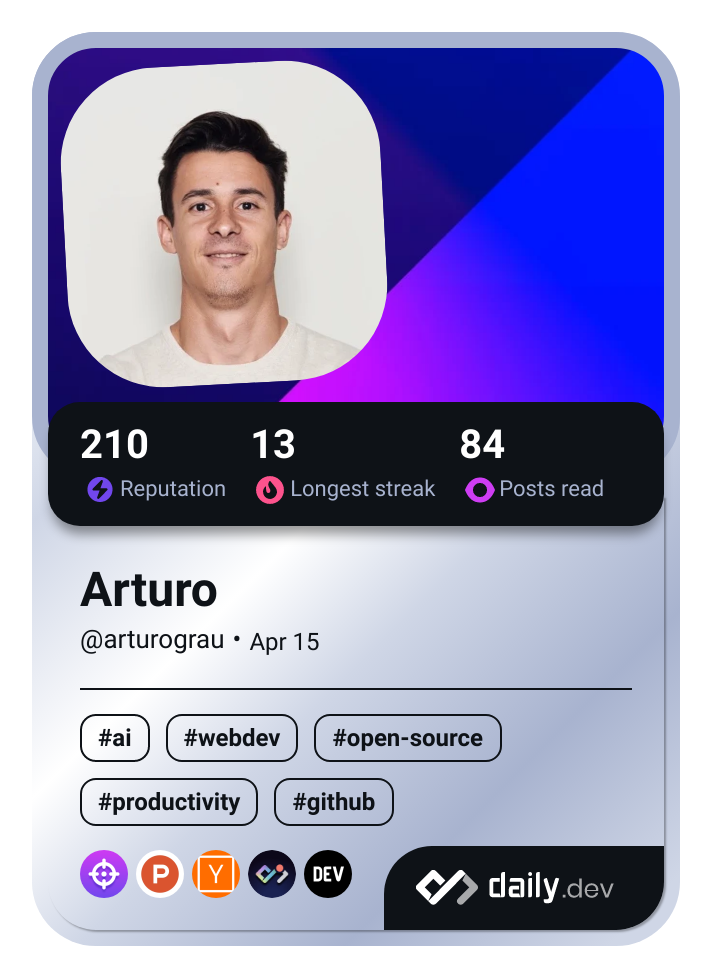 210 13 84
Reputation Longest streak Posts read
Arturo
@arturograu • Apr 15
#ai #webdev #open-source
#productivity #github
P Y DEV
daily.dev